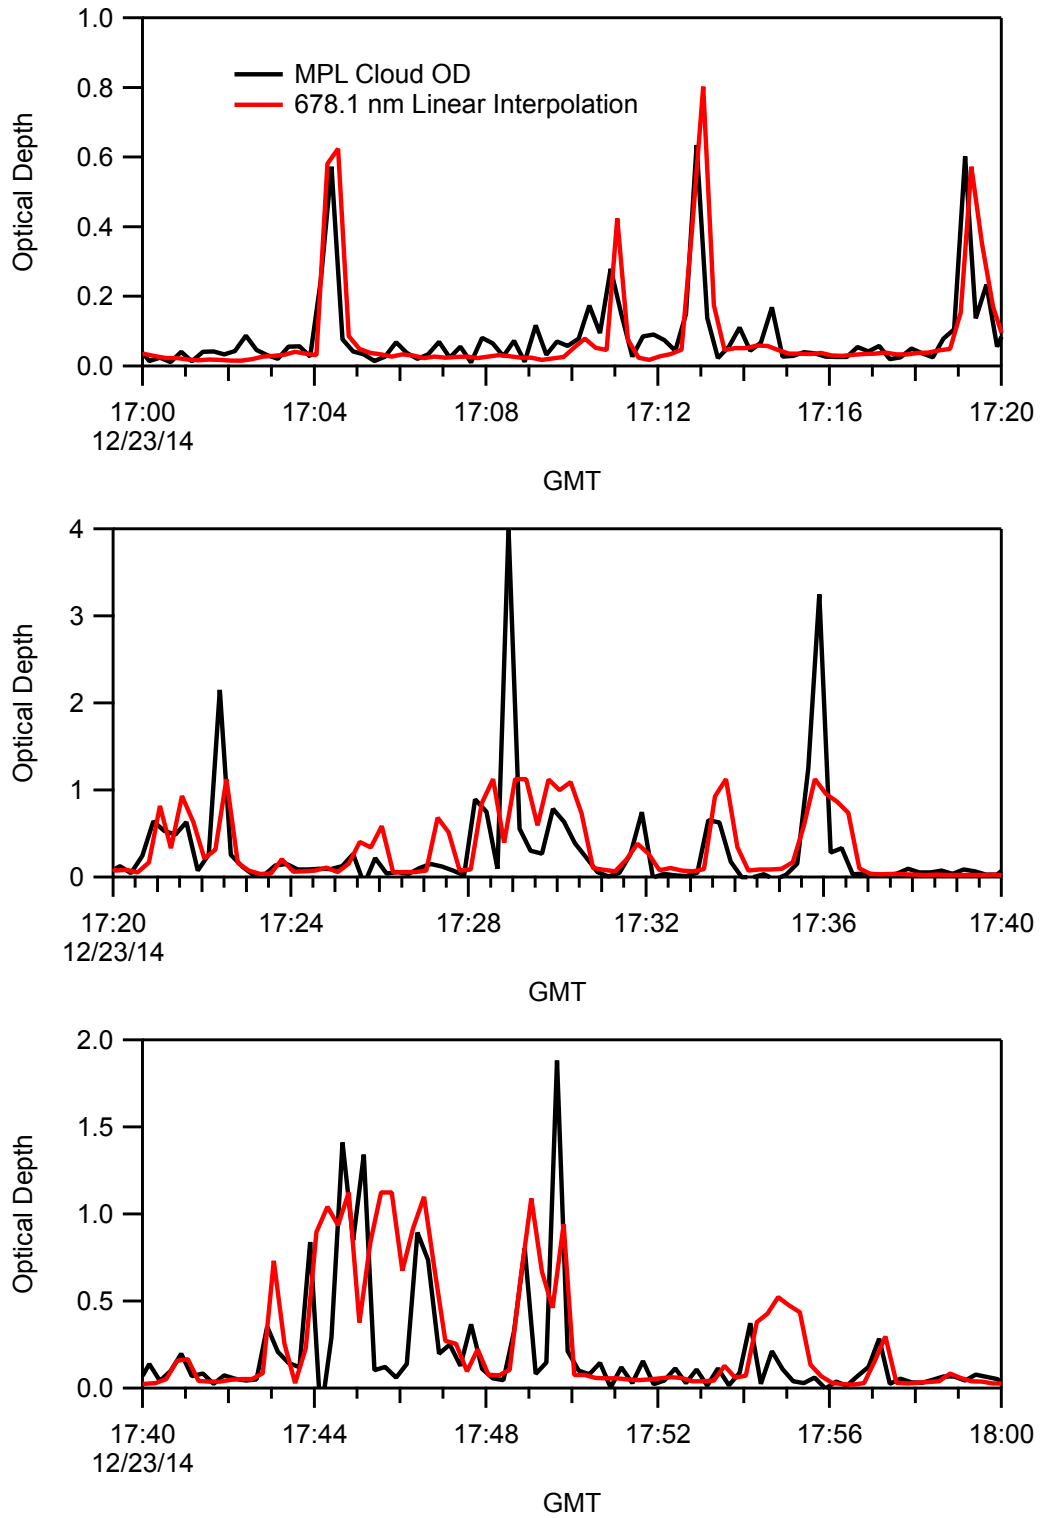 1.0
0.8
0.6
0.4
0.2
0.0
Optical Depth
MPL Cloud OD
678.1 nm Linear Interpolation
17:00 17:04 17:08 17:12 17:16 17:20
12/23/14
GMT
4
3
2
1
0
Optical Depth
17:20 17:24 17:28 17:32 17:36 17:40
12/23/14
GMT
2.0
1.5
1.0
0.5
0.0
Optical Depth
17:40 17:44 17:48 17:52 17:56 18:00
12/23/14
GMT